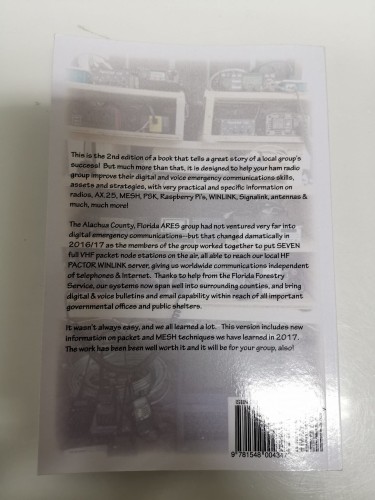 This is the 2nd edition of a book that tells a great story of a local group's
success!  But much more than that, it is designed to help your ham radio
group improve their digital and voice emergency communications skills,
assets and strategies, with very practical and specific information on
radios, AX.25, MESH, PSK, Raspberry Pi's, WINLINK, Signalink, antennas &
much, much more!
The Alachua County, Florida ARES group had not ventured very far into
digital emergency communications--but that changed damatically in
2016/17 as the members of the group worked together to put SEVEN
full VHF packet node stations on the air, all able to reach our local HF
PACTOR WINLINK server, giving us worldwide communications independent
of telephones & Internet.  Thanks to help from the Florida Forestry
Service, our systems now span well into surrounding counties, and bring
digital & voice bulletins and email capability within reach of all important
governmental offices and public shelters.
It wasn't always easy, and we all learned a lot.  This version includes new
information on packet and MESH techniques we have learned in 2017.
The work has been been well worth it and it will be for your group, also!
ISBN
9 781548 00434